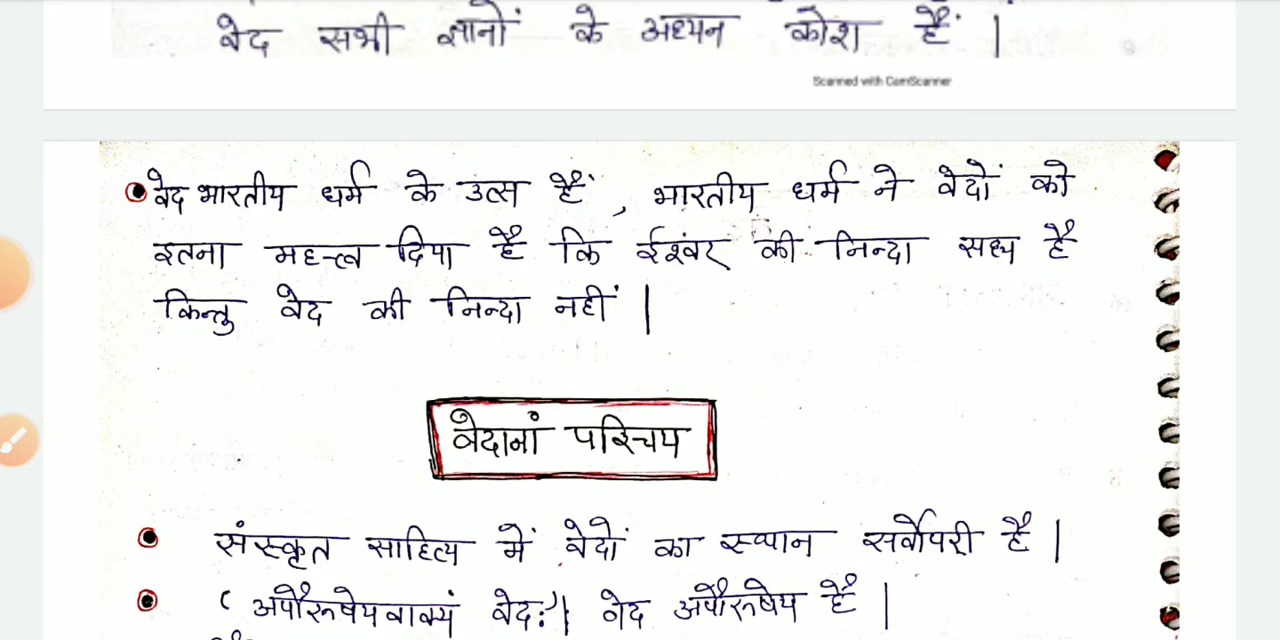 वेद सभी ज्ञानों के अध्यन कोश हैं |
Scanned with CamScanner
वेद भारतीय धर्म के उत्स हैं , भारतीय धर्म ने वेदों को
इतना महत्त्व दिया है कि ईश्वर की निन्दा सह्य है
किन्तु वेद की निन्दा नहीं |
वेदानां परिचय
संस्कृत साहित्य में वेदों का स्थान सर्वोपरी है |
( अपौरूषेयवाक्यं वेदः’| वेद अपौरूषेय हैं |